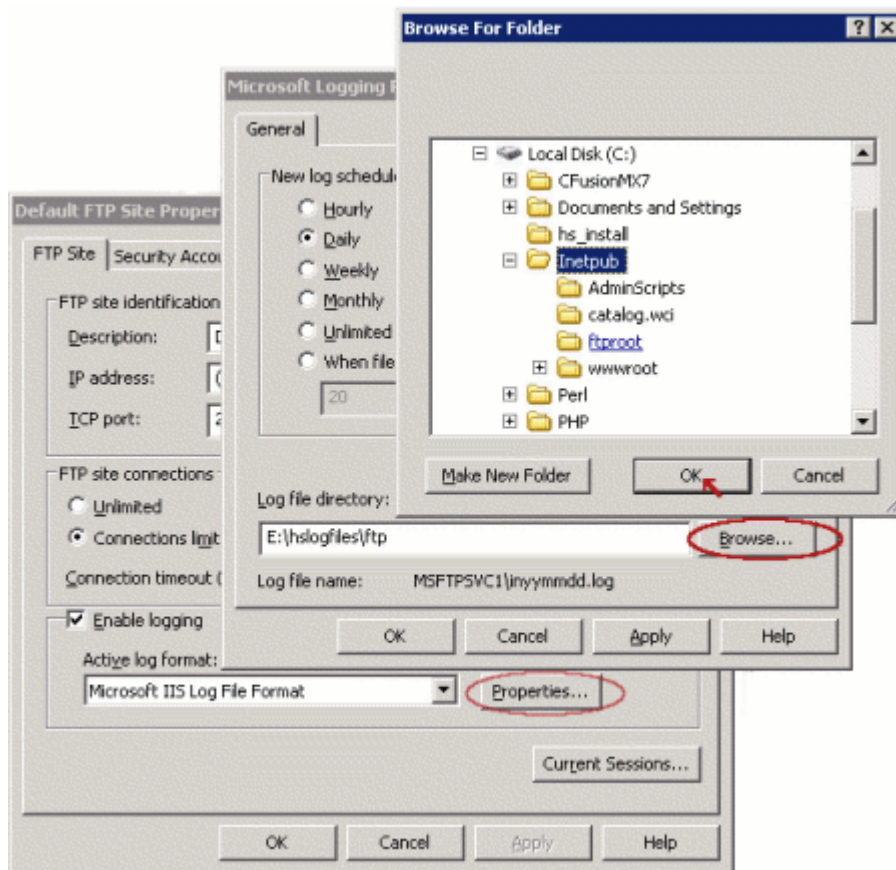 Browse For Folder
Microsoft Logging
General
Local Disk (C:)
CFusionMX7
Documents and Settings
hs_install
Inetpub
AdminScripts
catalog.wci
ftproot
wwwroot
Perl
PHP
Make New Folder
OK
Cancel
New log schedul
Hourly
Daily
Weekly
Monthly
Unlimited
When file
20
Log file directory:
E:\hslogfiles\ftp
Browse...
Log file name: MSFTPSVC1\inyymmdd.log
OK Cancel Apply Help
Default FTP Site Proper
FTP Site Security Accou
FTP site identification
Description:
IP address:
TCP port:
FTP site connections
Unlimited
Connections limit
Connection timeout (
Enable logging
Active log format:
Microsoft IIS Log File Format
Properties...
Current Sessions...
OK Cancel Apply Help